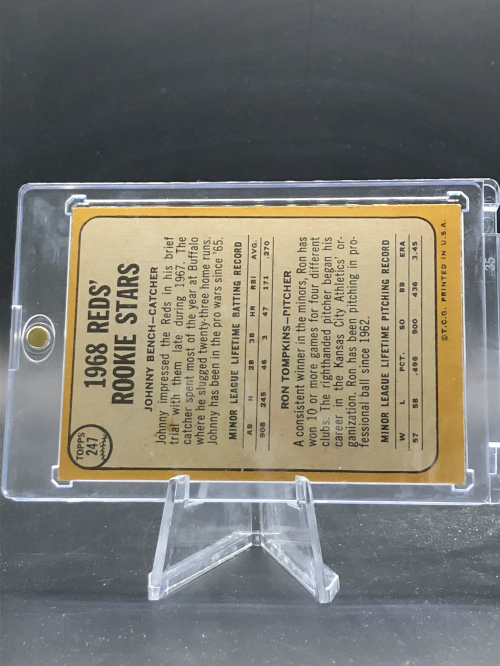 TOPPS
247
1968 REDS'
ROOKIE STARS
JOHNNY BENCH—CATCHER
Johnny impressed the Reds in his brief
trial with them late during 1967. The
catcher spent most of the year at Buffalo
where he slugged twenty-three home runs.
Johnny has been in the pro wars since '65.
MINOR LEAGUE LIFETIME BATTING RECORD
AB H 2B 3B HR RBI AVG.
908 245 46 3 47 171 .270
RON TOMPKINS—PITCHER
A consistent winner in the minors, Ron has
won 10 or more games for four different
clubs. The righthanded pitcher began his
career in the Kansas City Athletics' or-
ganization. Ron has been pitching in pro-
fessional ball since 1962.
MINOR LEAGUE LIFETIME PITCHING RECORD
W L PCT. SO BB ERA
57 58 .496 900 436 3.45
©T.C.G. PRINTED IN U.S.A.
35